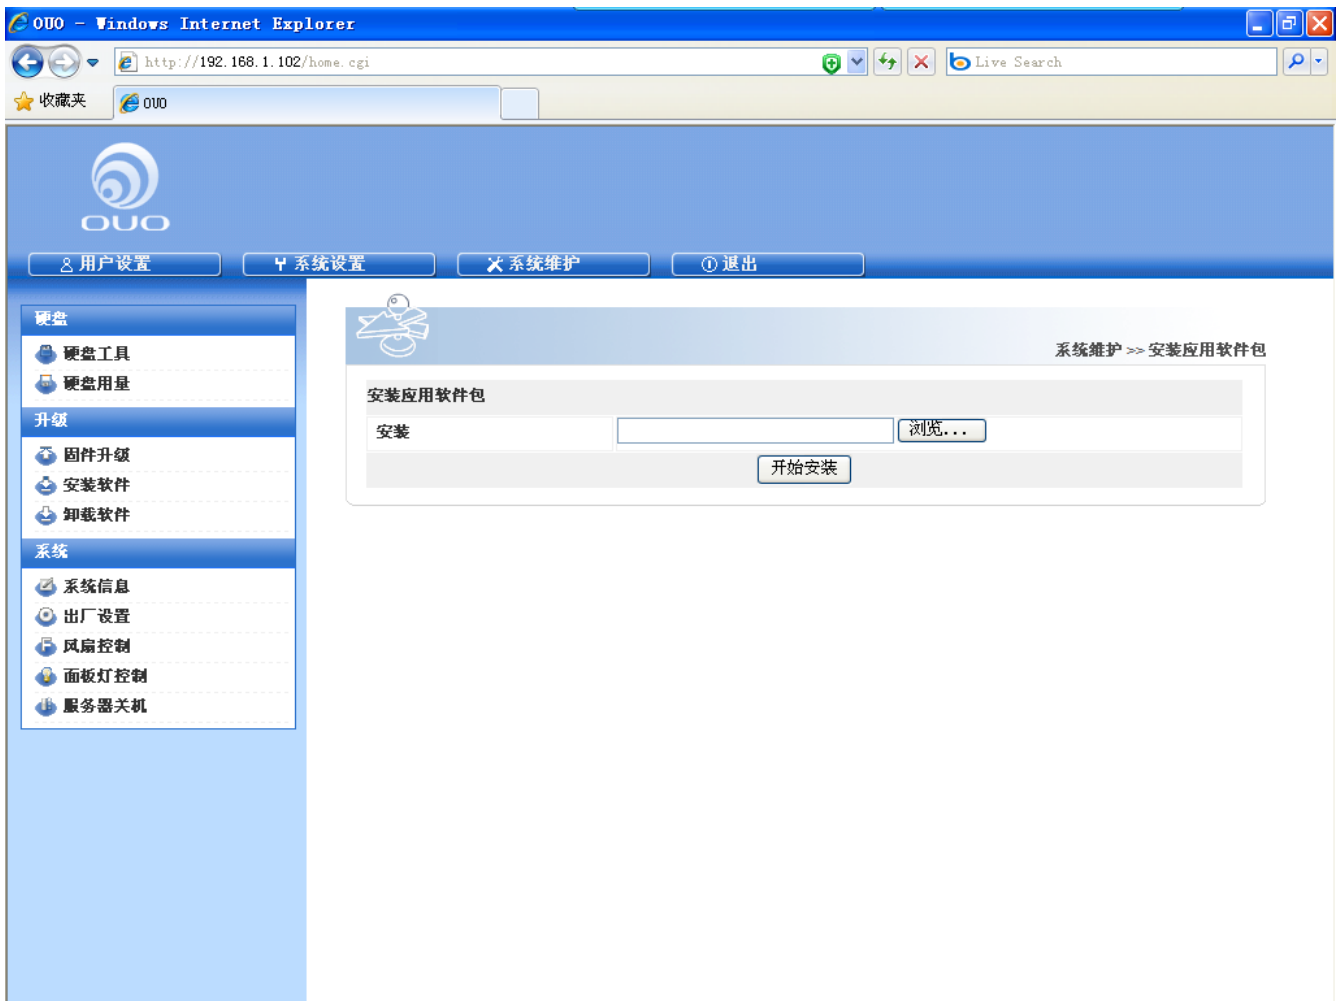 OUO - Windows Internet Explorer
http://192.168.1.102/home.cgi
Live Search
收藏夹
OUO
OUO
用户设置 系统设置 系统维护 退出
硬盘
硬盘工具
硬盘用量
升级
固件升级
安装软件
卸载软件
系统
系统信息
出厂设置
风扇控制
面板灯控制
服务器关机
系统维护 >> 安装应用软件包
安装应用软件包
安装
浏览...
开始安装